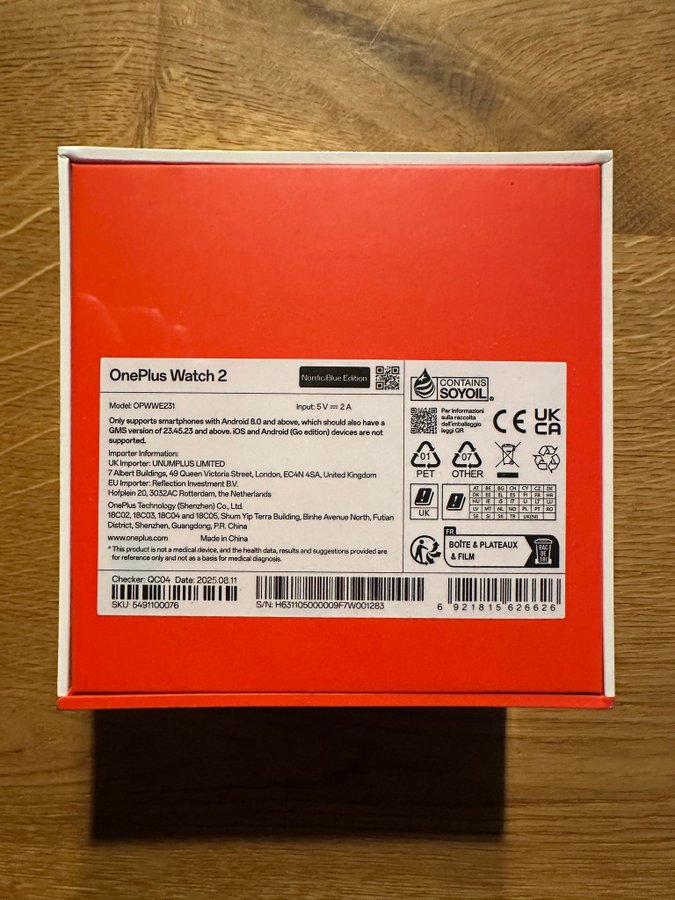 OnePlus Watch 2
Nordic Blue Edition
Model: OPWWE231
Input: 5 V ⎓ 2 A
Only supports smartphones with Android 8.0 and above, which should also have a
GMS version of 23.45.23 and above. iOS and Android (Go edition) devices are not
supported.
Importer Information:
UK Importer: UNUMPLUS LIMITED
7 Albert Buildings, 49 Queen Victoria Street, London, EC4N 4SA, United Kingdom
EU Importer: Reflection Investment B.V.
Hofplein 20, 3032AC Rotterdam, the Netherlands
OnePlus Technology (Shenzhen) Co., Ltd.
18C02, 18C03, 18C04 and 18C05, Shum Yip Terra Building, Binhe Avenue North, Futian
District, Shenzhen, Guangdong, P.R. China
www.oneplus.com Made in China
* This product is not a medical device, and the health data, results and suggestions provided are
for reference only and not as a basis for medical diagnosis.
Checker: QC04 Date: 2025.08.11
SKU: 5491100076
S/N: H631105000009F7W001283
CONTAINS
SOYOIL®
Per informazioni
sulla raccolta
dell'imballaggio
leggi QR
CE
UK
CA
01
PET
07
OTHER
UK
AT BE BG CH CY CZ DE
DK EE EL ES FI FR HR
HU IE IS IT LI LT LU
LV MT NL NO PL PT RO
SE SI SK TR UK(NI)
FR
BOÎTE & PLATEAUX
& FILM
BAC
DE
TRI
6 921815 626626